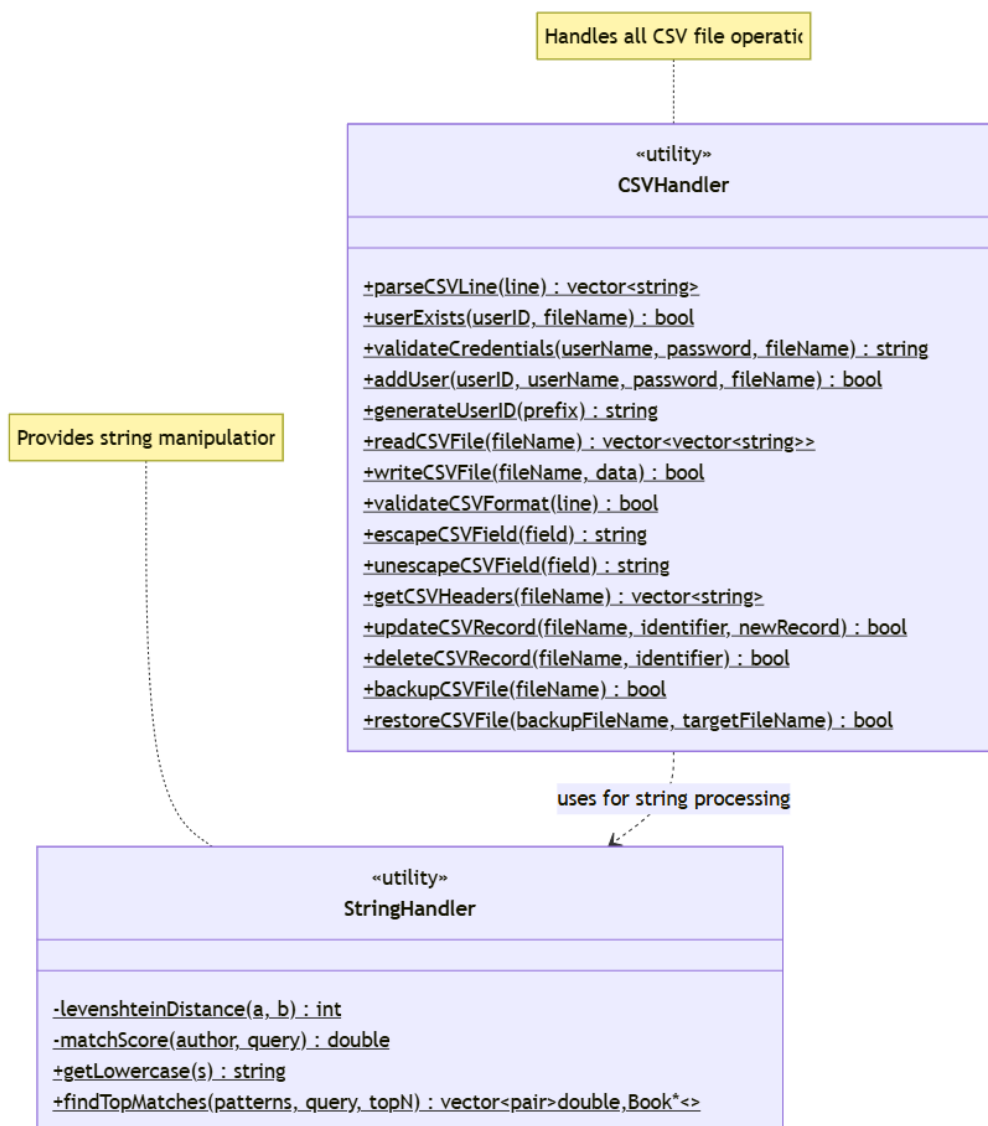 Handles all CSV file operatic
«utility»
CSVHandler
+parseCSVLine(line) : vector<string>
+userExists(userID, fileName) : bool
+validateCredentials(userName, password, fileName) : string
+addUser(userID, userName, password, fileName) : bool
+generateUserID(prefix) : string
+readCSVFile(fileName) : vector<vector<string>>
+writeCSVFile(fileName, data) : bool
+validateCSVFormat(line) : bool
+escapeCSVField(field) : string
+unescapeCSVField(field) : string
+getCSVHeaders(fileName) : vector<string>
+updateCSVRecord(fileName, identifier, newRecord) : bool
+deleteCSVRecord(fileName, identifier) : bool
+backupCSVFile(fileName) : bool
+restoreCSVFile(backupFileName, targetFileName) : bool
Provides string manipulation
uses for string processing
«utility»
StringHandler
-levenshteinDistance(a, b) : int
-matchScore(author, query) : double
+getLowercase(s) : string
+findTopMatches(patterns, query, topN) : vector<pair>double,Book*<>